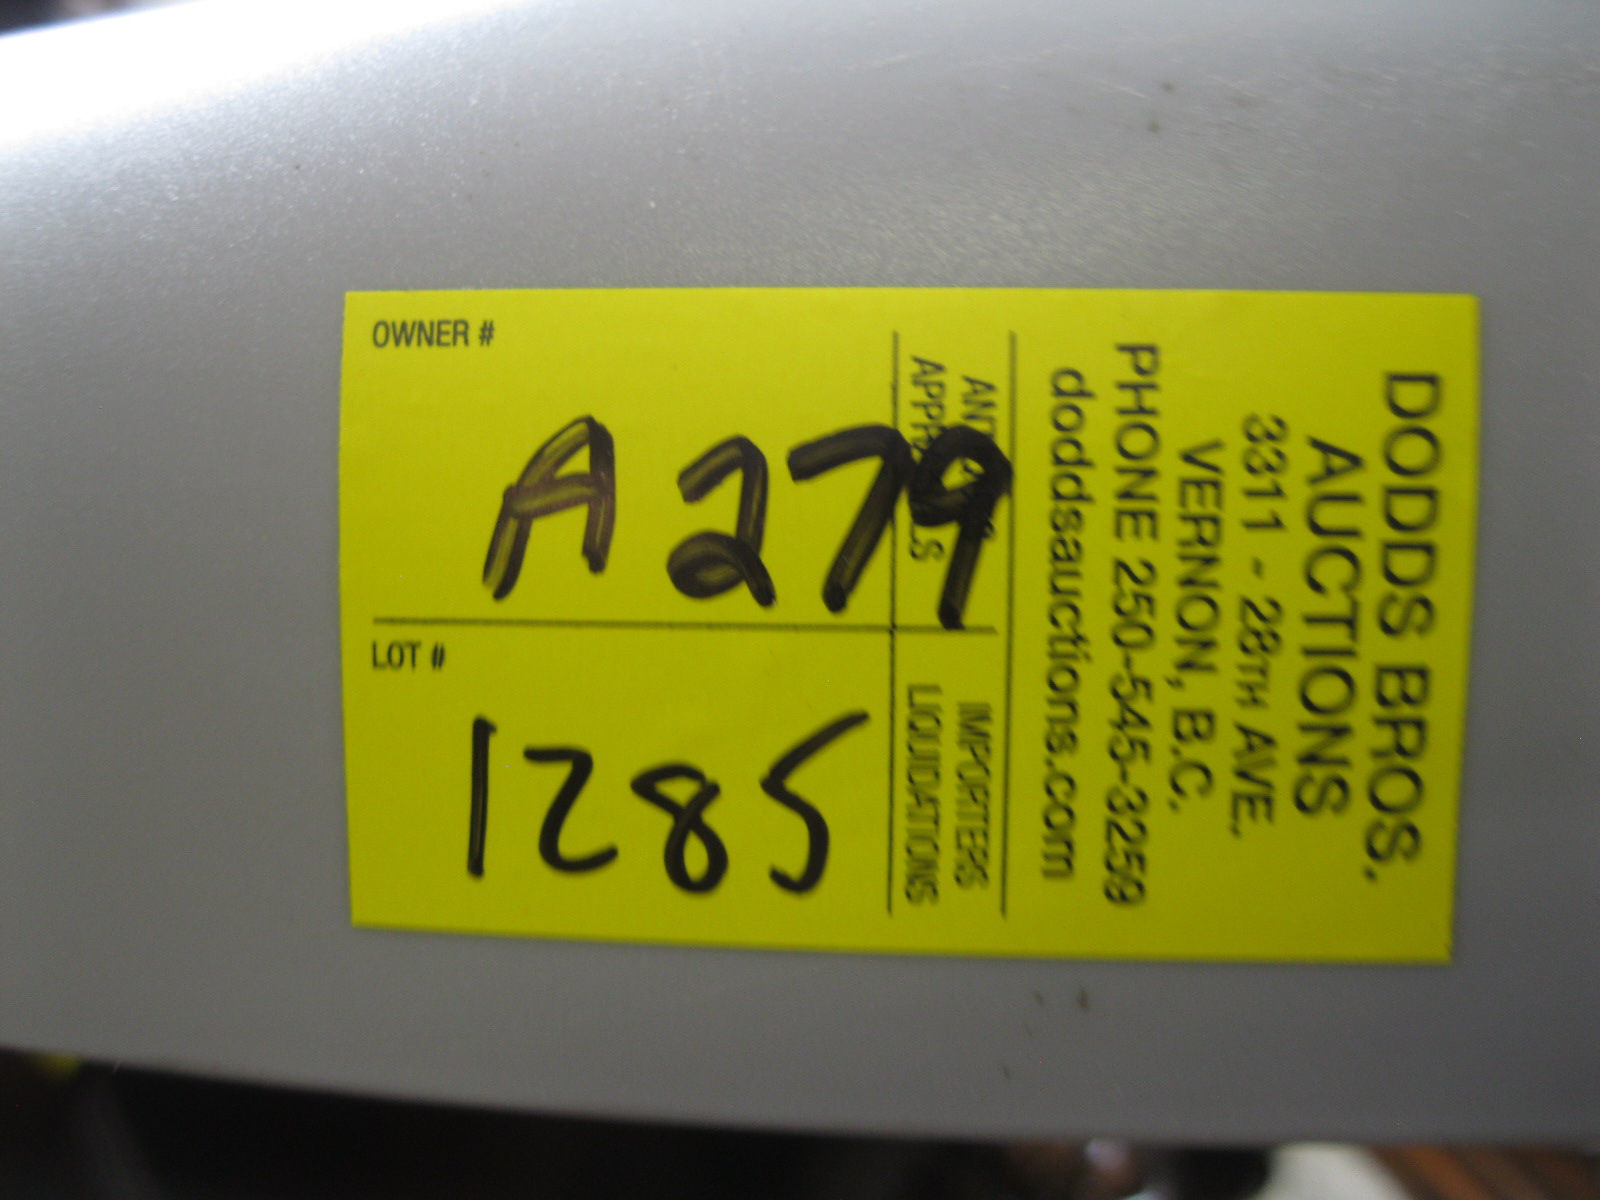 DODDS BROS.
AUCTIONS
3311 - 28TH AVE.
VERNON, B.C.
PHONE 250-545-3259
doddsauctions.com
IMPORTERS
LIQUIDATIONS
OWNER #
A279
LOT #
1285